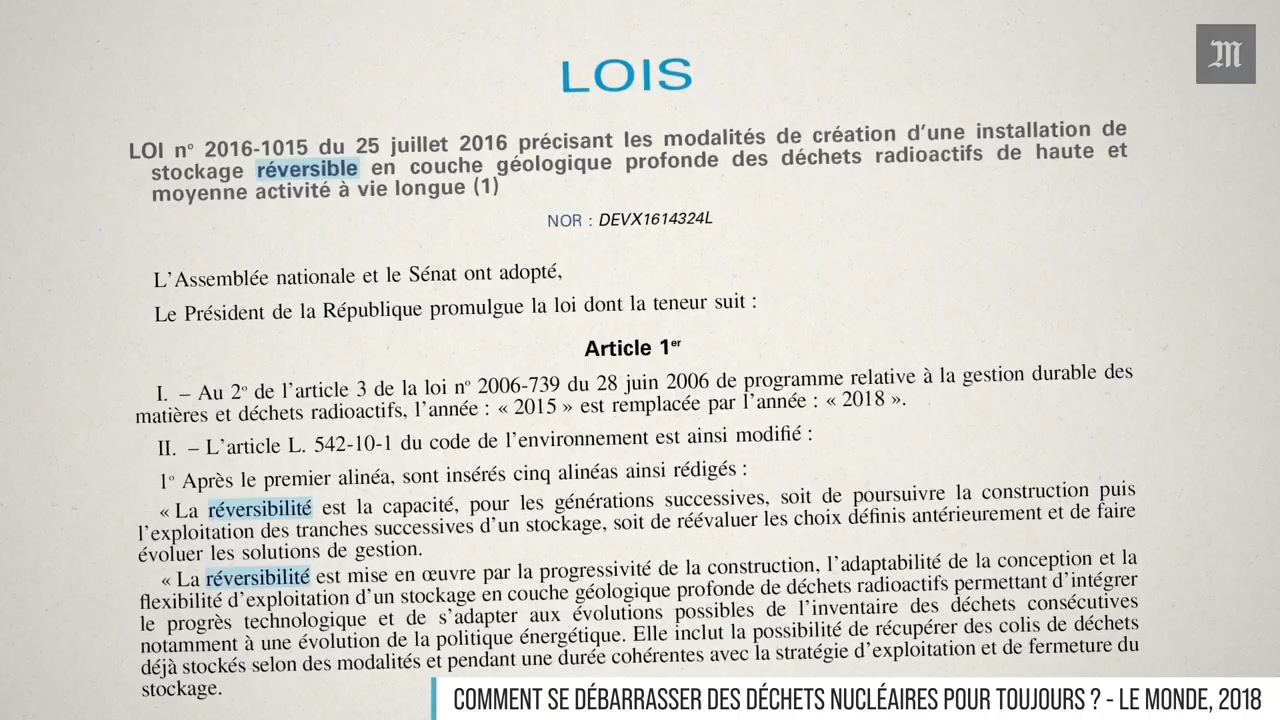 M
LOIS
LOI nº 2016-1015 du 25 juillet 2016 précisant les modalités de création d’une installation de
stockage réversible en couche géologique profonde des déchets radioactifs de haute et
moyenne activité à vie longue (1)
NOR : DEVX1614324L
L’Assemblée nationale et le Sénat ont adopté,
Le Président de la République promulgue la loi dont la teneur suit :
Article 1er
I. – Au 2º de l’article 3 de la loi nº 2006-739 du 28 juin 2006 de programme relative à la gestion durable des
matières et déchets radioactifs, l’année : « 2015 » est remplacée par l’année : « 2018 ».
II. – L’article L. 542-10-1 du code de l’environnement est ainsi modifié :
1º Après le premier alinéa, sont insérés cinq alinéas ainsi rédigés :
« La réversibilité est la capacité, pour les générations successives, soit de poursuivre la construction puis
l’exploitation des tranches successives d’un stockage, soit de réévaluer les choix définis antérieurement et de faire
évoluer les solutions de gestion.
« La réversibilité est mise en œuvre par la progressivité de la construction, l’adaptabilité de la conception et la
flexibilité d’exploitation d’un stockage en couche géologique profonde de déchets radioactifs permettant d’intégrer
le progrès technologique et de s’adapter aux évolutions possibles de l’inventaire des déchets consécutives
notamment à une évolution de la politique énergétique. Elle inclut la possibilité de récupérer des colis de déchets
déjà stockés selon des modalités et pendant une durée cohérentes avec la stratégie d’exploitation et de fermeture du
stockage.
COMMENT SE DÉBARRASSER DES DÉCHETS NUCLÉAIRES POUR TOUJOURS ? - LE MONDE, 2018